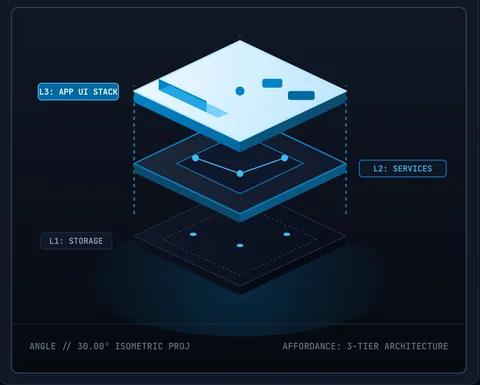 L3: APP UI STACK
L2: SERVICES
L1: STORAGE
ANGLE // 30.00° ISOMETRIC PROJ
AFFORDANCE: 3-TIER ARCHITECTURE